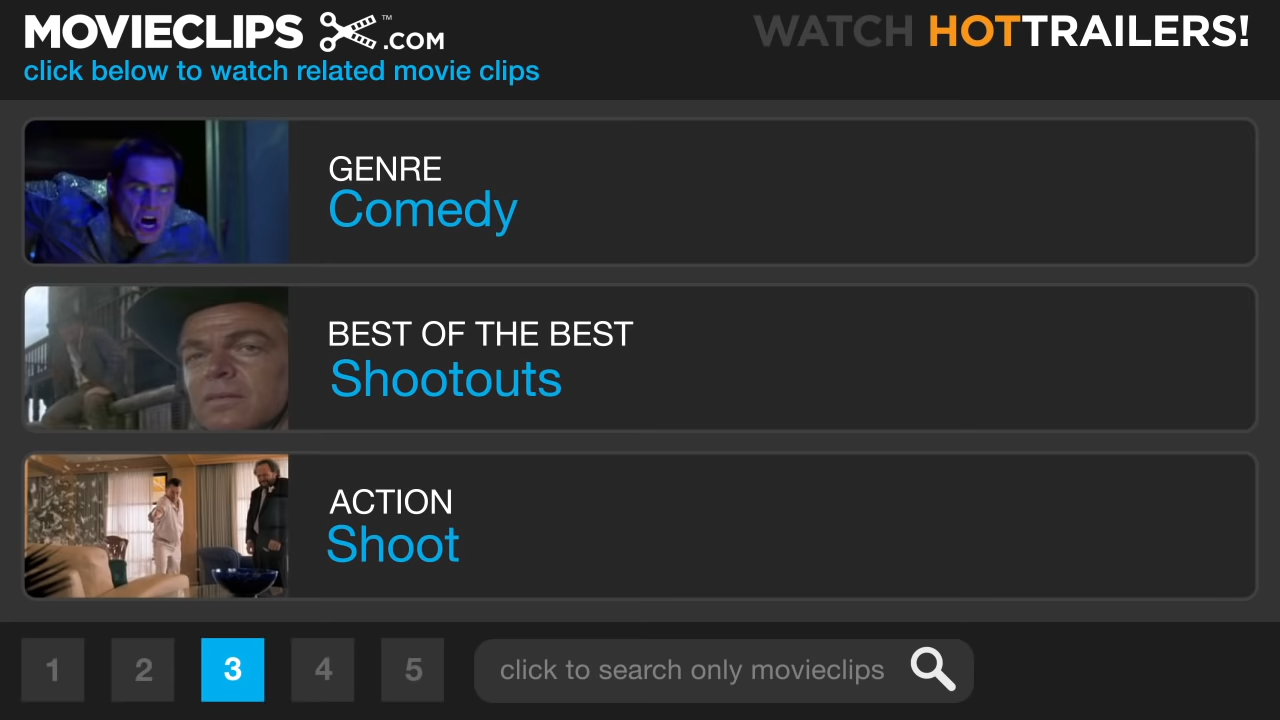 MOVIECLIPS ™ .COM
WATCH HOTTRAILERS!
click below to watch related movie clips
GENRE
Comedy
BEST OF THE BEST
Shootouts
ACTION
Shoot
1 2 3 4 5 click to search only movieclips